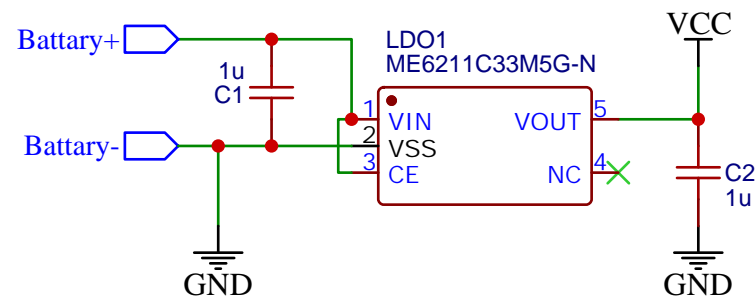 VCC
Battary+
LDO1
ME6211C33M5G-N
1u
C1
1
VIN
VOUT
5
Battary-
2
VSS
3
CE
NC
4
C2
1u
GND
GND